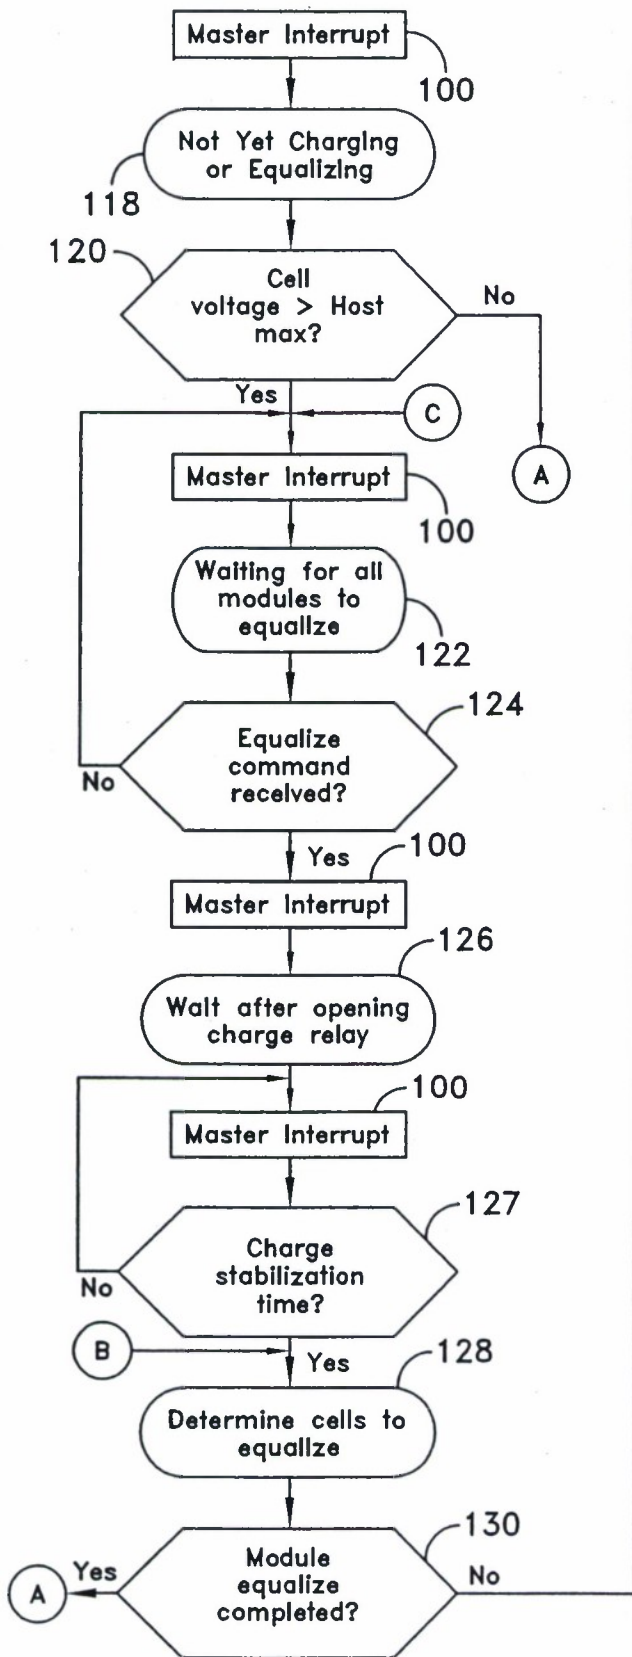 Master Interrupt
100
Not Yet Charging
or Equalizing
118
120
Cell
voltage > Host
max?
No
Yes
C
A
Master Interrupt
100
Waiting for all
modules to
equalize
122
124
Equalize
command
received?
No
Yes
100
Master Interrupt
126
Wait after opening
charge relay
100
Master Interrupt
127
Charge
stabilization
time?
No
B
Yes
128
Determine cells to
equalize
130
Module
equalize
completed?
Yes
A
No